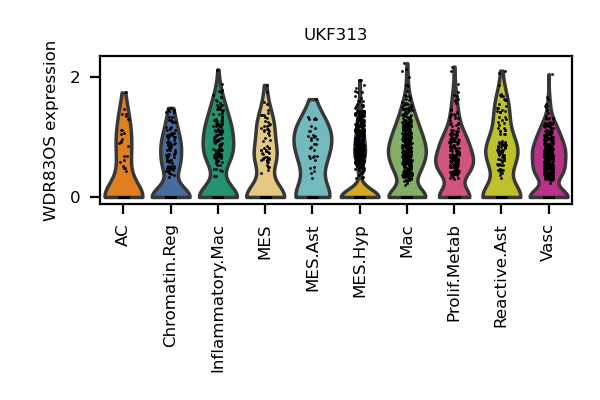 UKF313
WDR83OS expression
2
0
AC
Chromatin.Reg
Inflammatory.Mac
MES
MES.Ast
MES.Hyp
Mac
Prolif.Metab
Reactive.Ast
Vasc